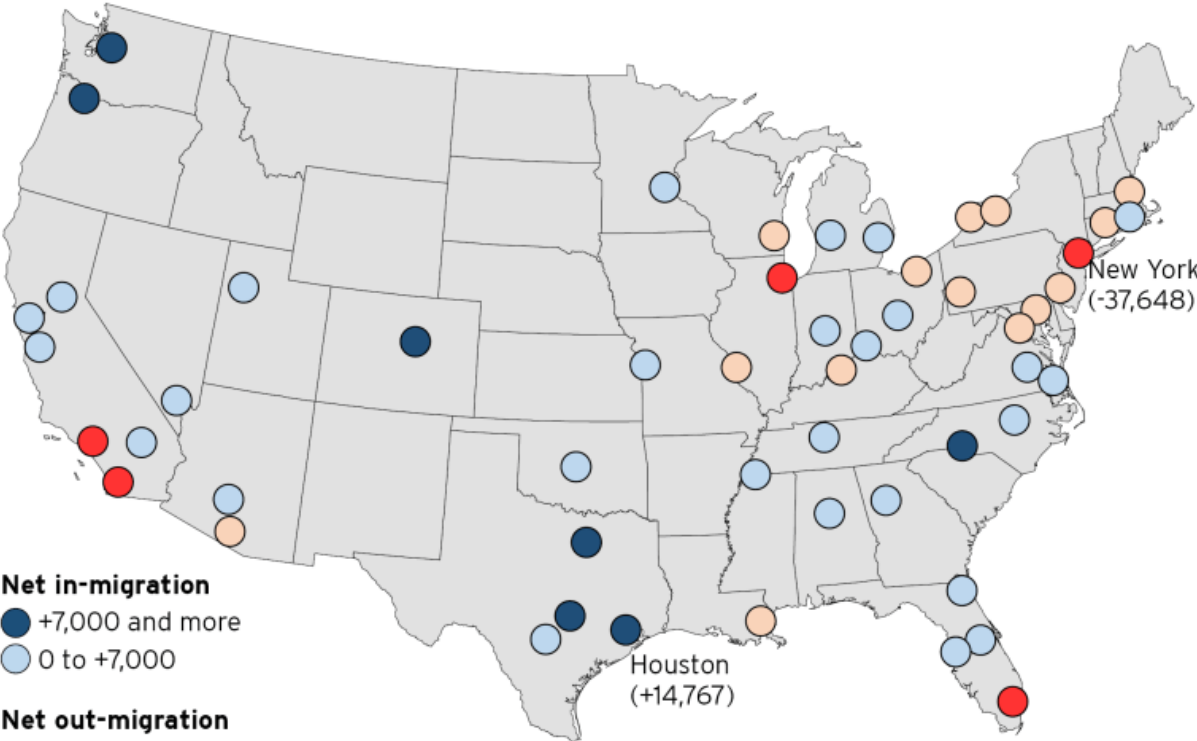 New York
(-37,648)
Houston
(+14,767)
Net in-migration
+7,000 and more
0 to +7,000
Net out-migration